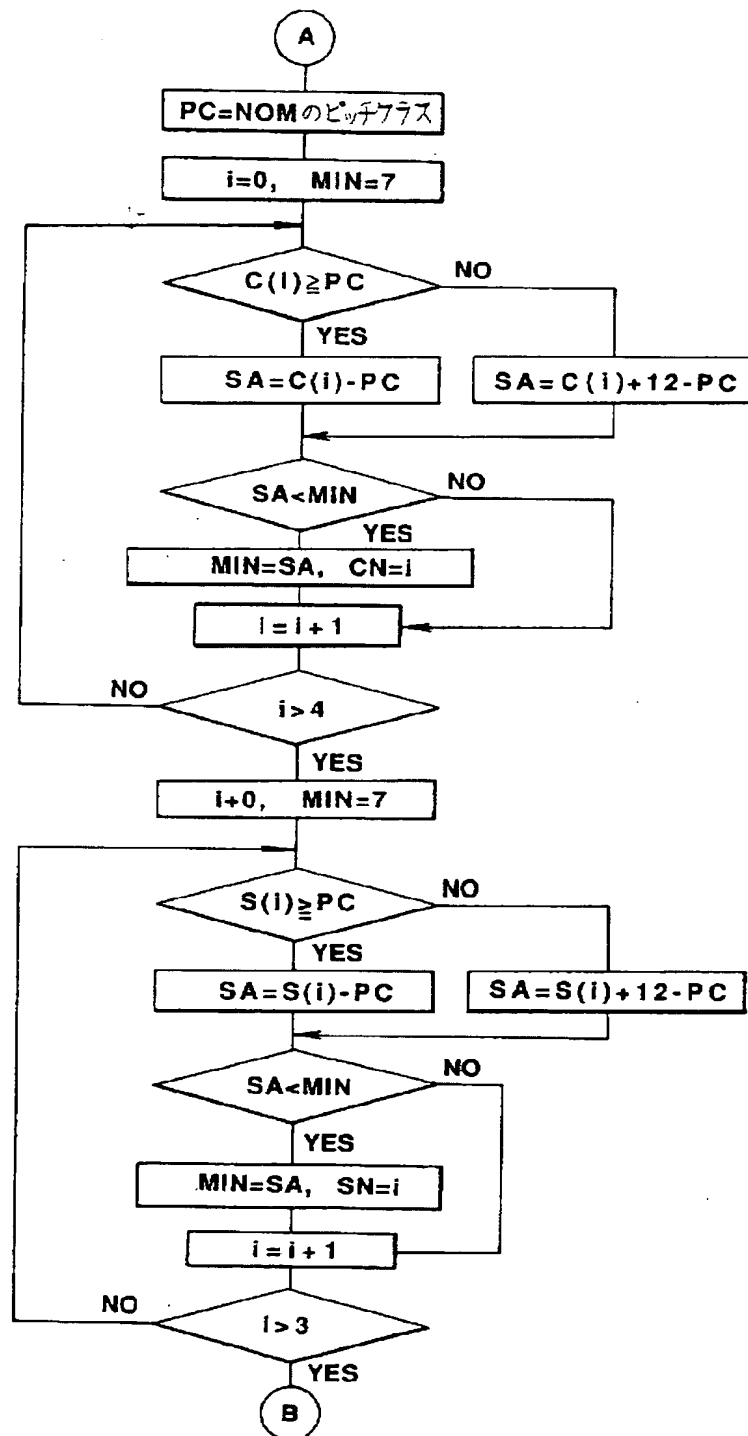 A
PC=NOMのピッチクラス
i=0, MIN=7
C(i)≧PC
NO
YES
SA=C(i)-PC
SA=C(i)+12-PC
SA<MIN
NO
YES
MIN=SA, CN=i
i=i+1
NO
i>4
YES
i+0, MIN=7
S(i)≧PC
NO
YES
SA=S(i)-PC
SA=S(i)+12-PC
SA<MIN
NO
YES
MIN=SA, SN=i
i=i+1
NO
i>3
YES
B